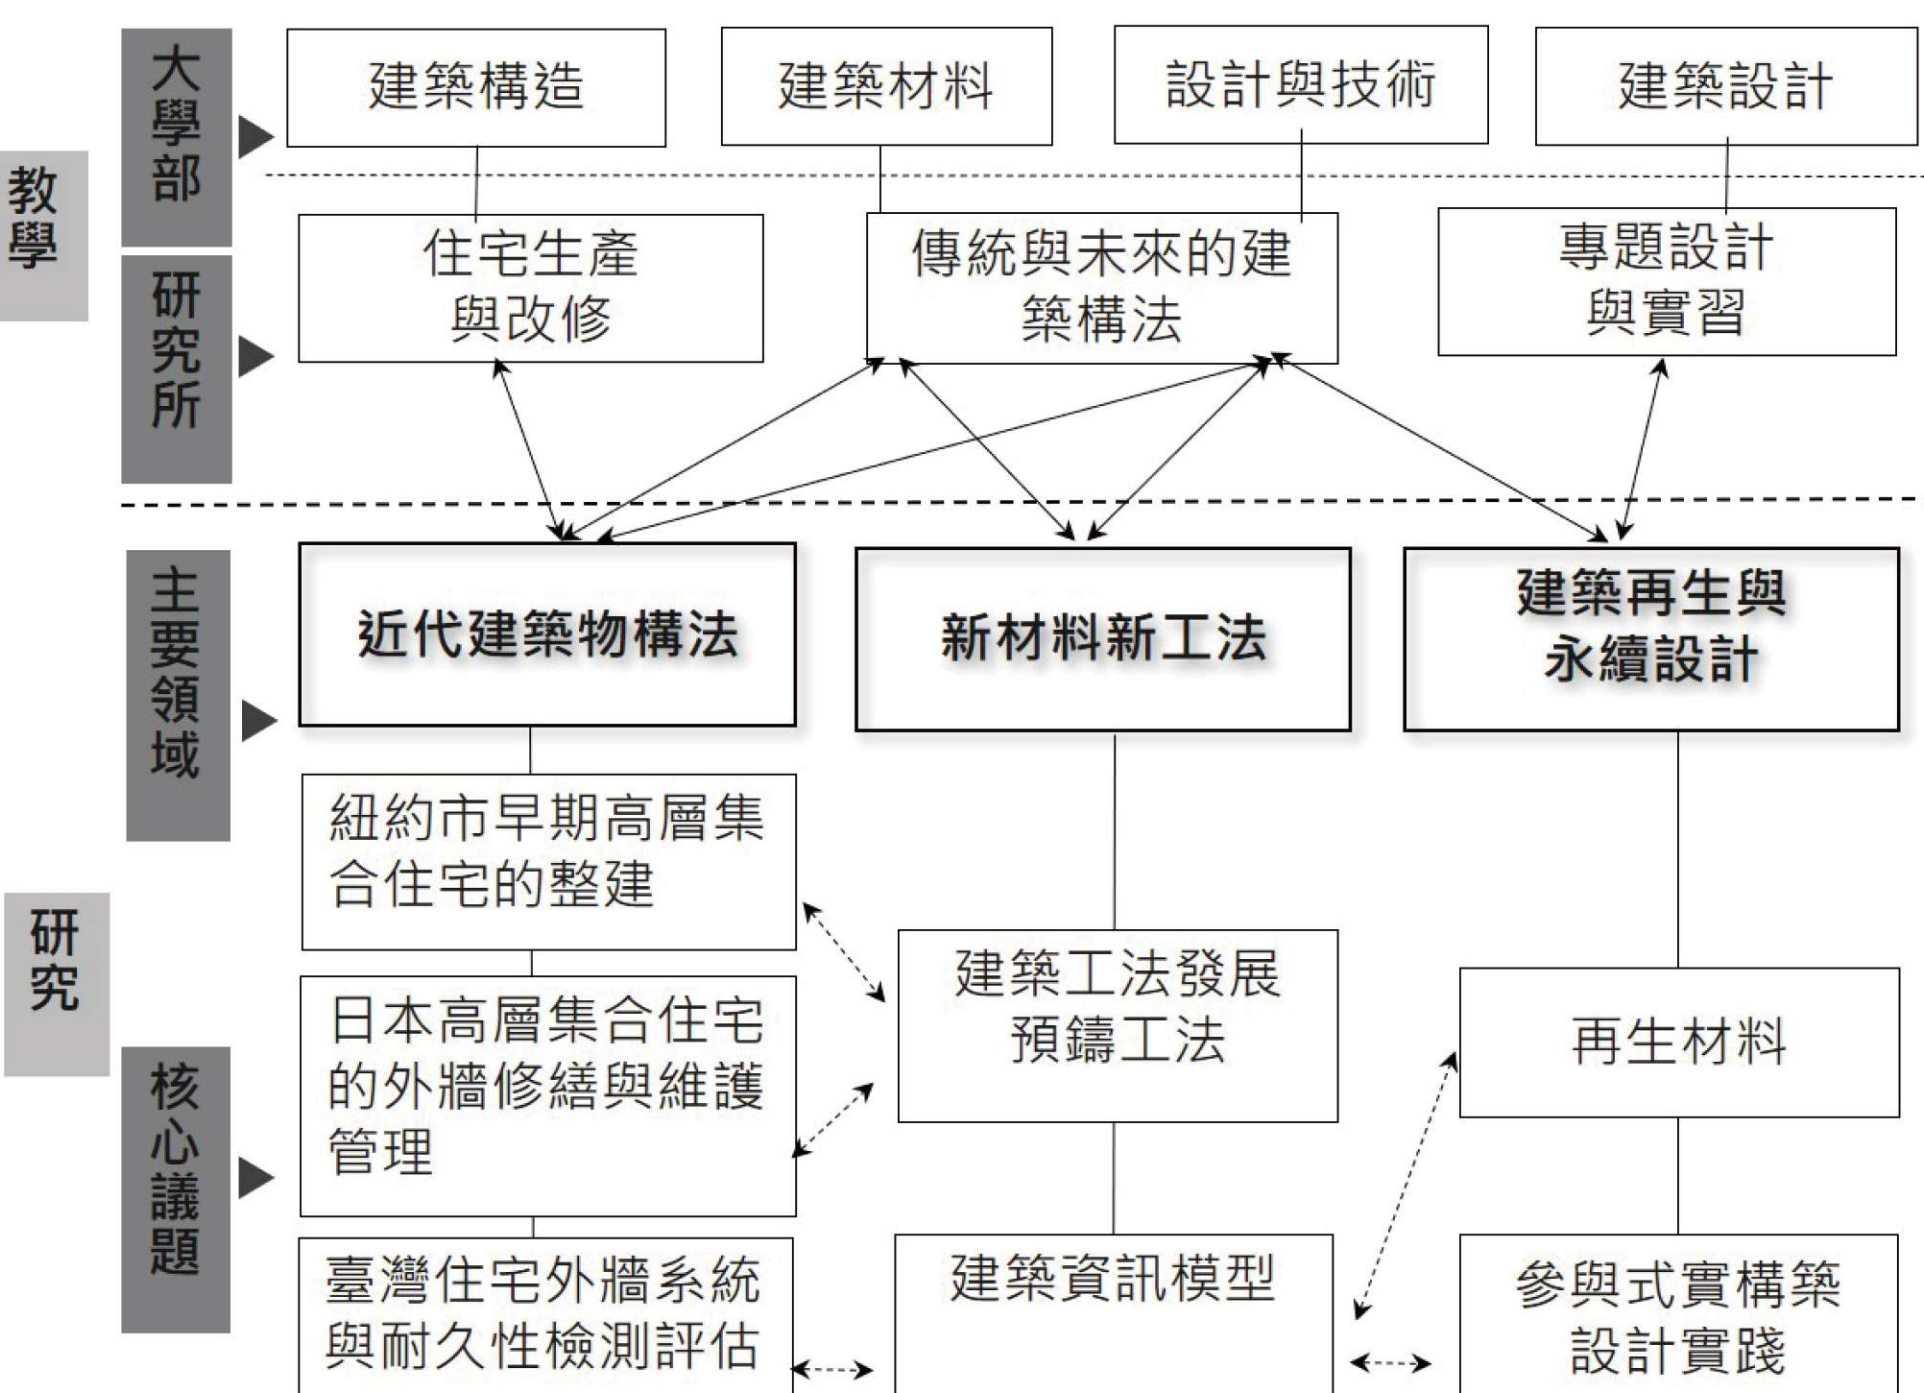 教學
大學部
建築構造
建築材料
設計與技術
建築設計
研究所
住宅生產
與改修
傳統與未來的建
築構法
專題設計
與實習
研究
主要領域
近代建築物構法
新材料新工法
建築再生與
永續設計
核心議題
紐約市早期高層集
合住宅的整建
日本高層集合住宅
的外牆修繕與維護
管理
臺灣住宅外牆系統
與耐久性檢測評估
建築工法發展
預鑄工法
建築資訊模型
再生材料
參與式實構築
設計實踐